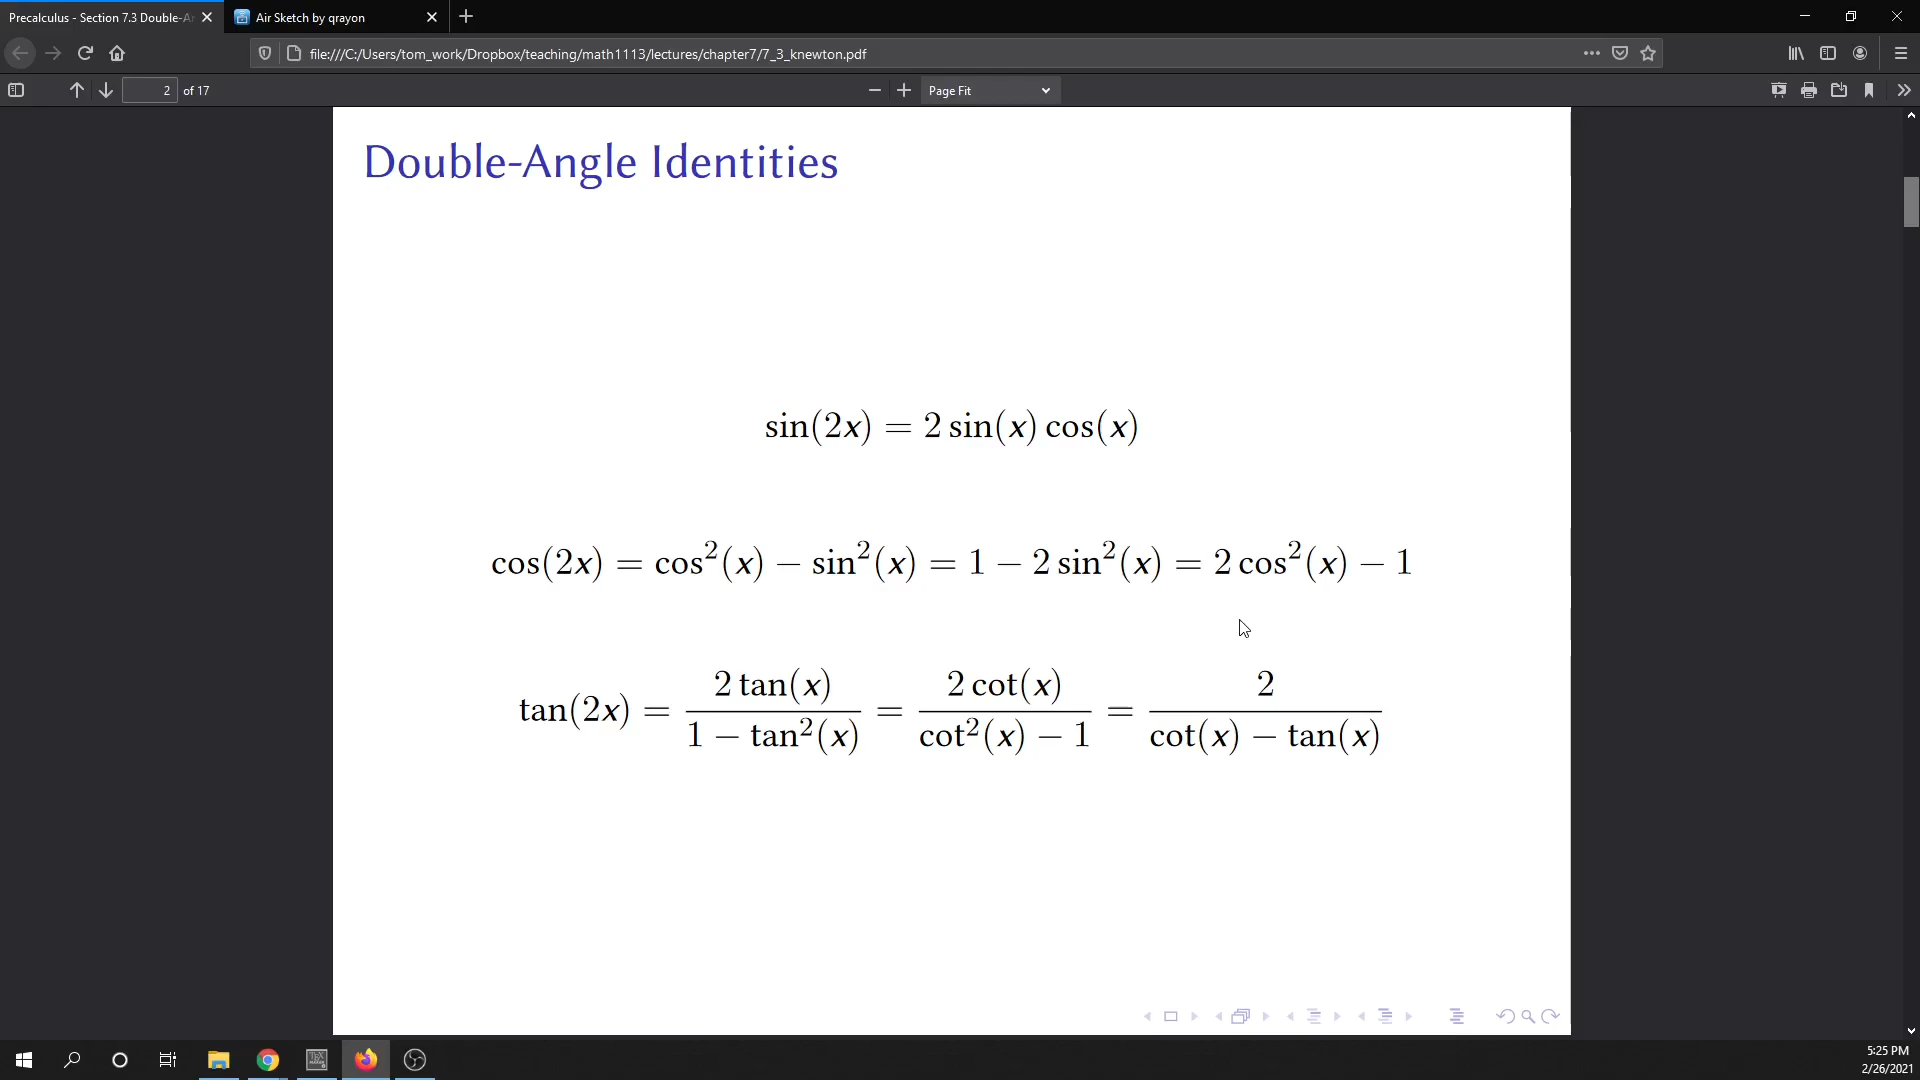 Precalculus - Section 7.3 Double-A
Air Sketch by qrayon
file:///C:/Users/tom_work/Dropbox/teaching/math1113/lectures/chapter7/7_3_knewton.pdf
2 of 17
Page Fit
Double-Angle Identities
sin(2x) = 2 sin(x) cos(x)
cos(2x) = cos²(x) − sin²(x) = 1 − 2 sin²(x) = 2 cos²(x) − 1
tan(2x) = 2 tan(x) / 1 − tan²(x) = 2 cot(x) / cot²(x) − 1 = 2 / cot(x) − tan(x)
5:25 PM
2/26/2021